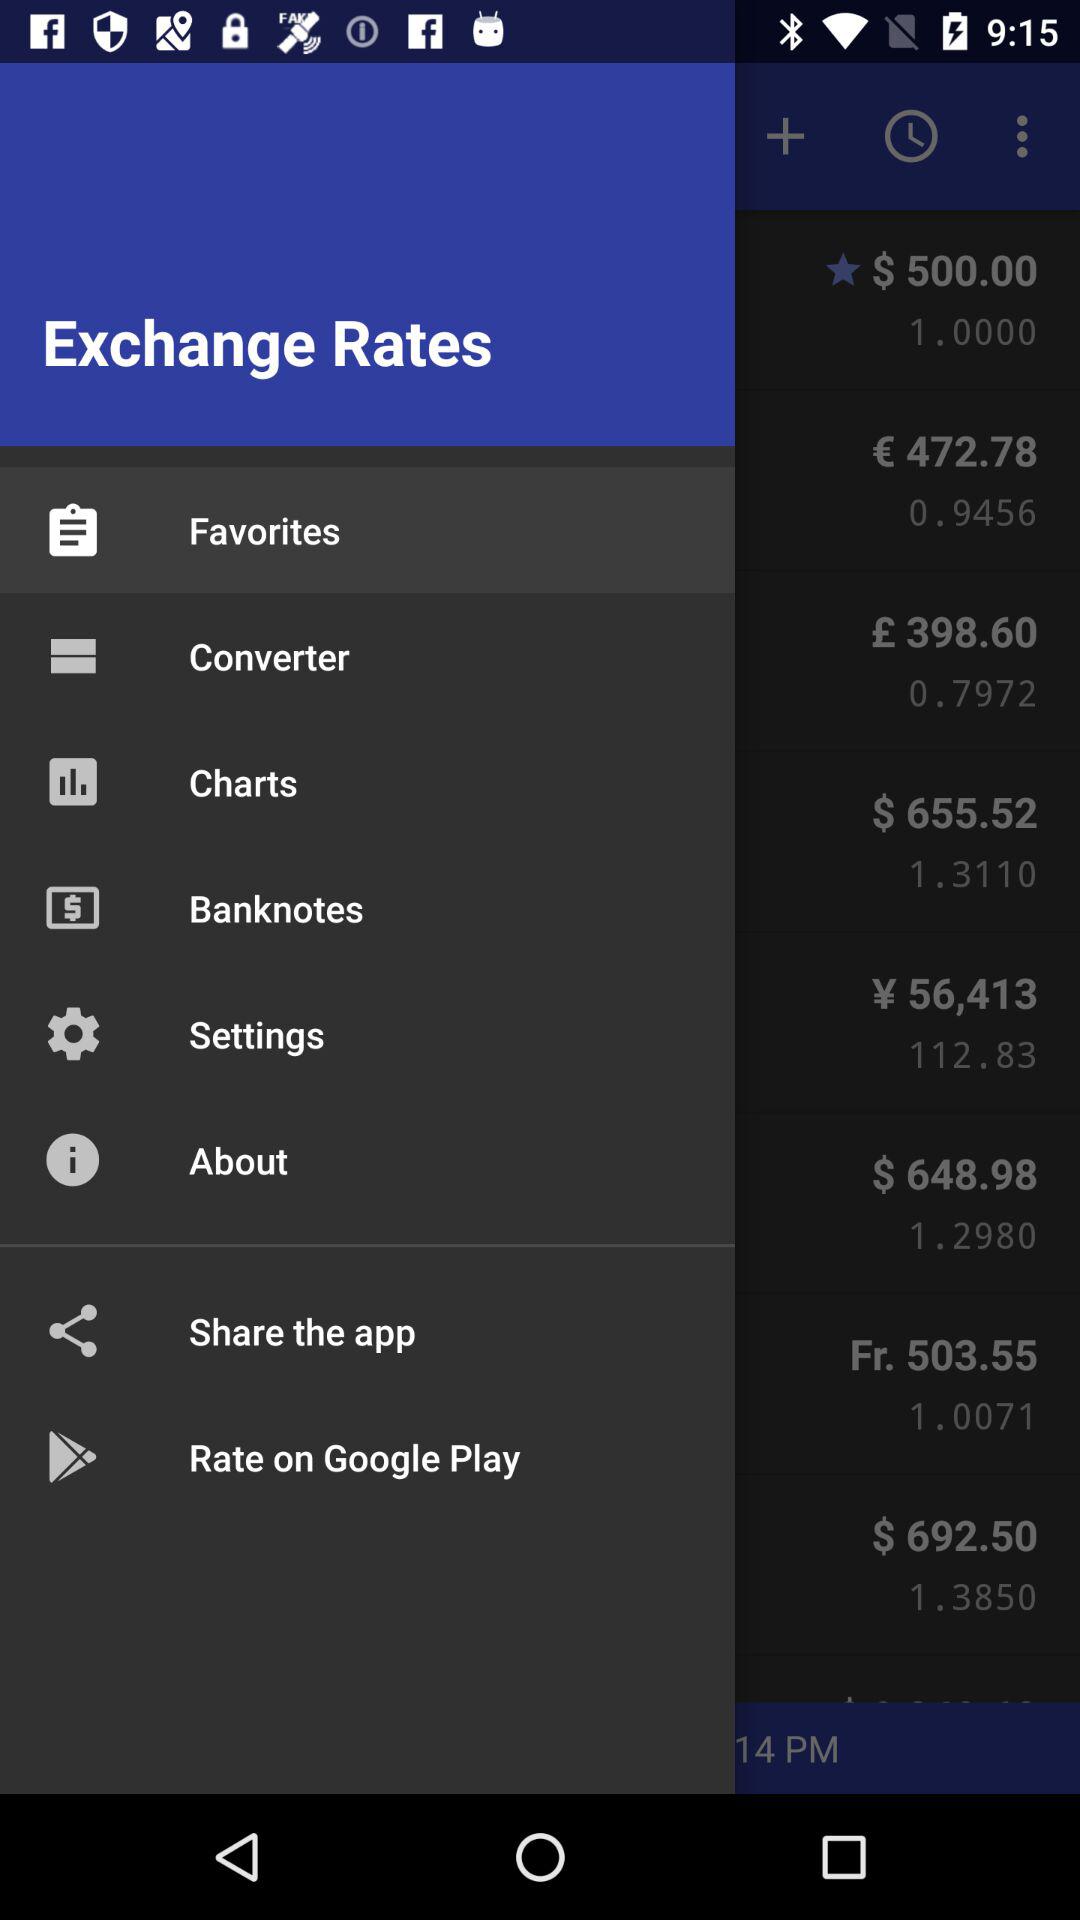 FAKE
9:15
Exchange Rates
$ 500.00
1.0000
€ 472.78
0.9456
Favorites
£ 398.60
0.7972
Converter
$ 655.52
1.3110
Charts
Banknotes
¥ 56,413
112.83
Settings
$ 648.98
1.2980
About
Share the app
Fr. 503.55
1.0071
Rate on Google Play
$ 692.50
1.3850
14 PM